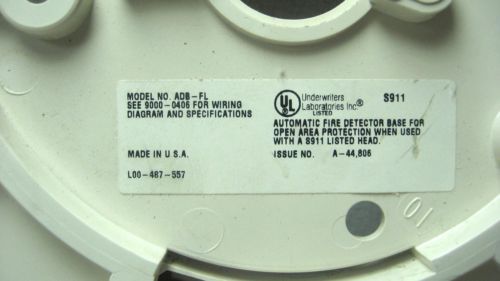 MODEL NO. ADB-FL
SEE 9000-0406 FOR WIRING
DIAGRAM AND SPECIFICATIONS
MADE IN U.S.A.
L00-487-557
UL
Underwriters
Laboratories Inc.®
LISTED
S911
AUTOMATIC FIRE DETECTOR BASE FOR
OPEN AREA PROTECTION WHEN USED
WITH A S911 LISTED HEAD.
ISSUE NO. A-44,806
10